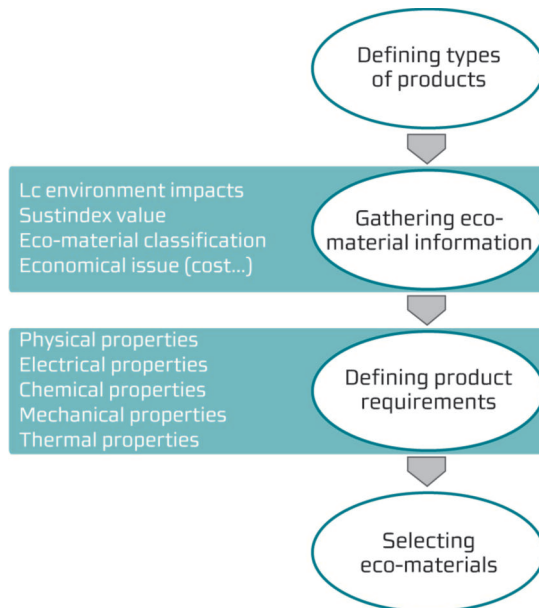 Defining types
of products
Lc environment impacts
Sustindex value
Eco-material classification
Economical issue (cost...)
Gathering eco-
material information
Physical properties
Electrical properties
Chemical properties
Mechanical properties
Thermal properties
Defining product
requirements
Selecting
eco-materials